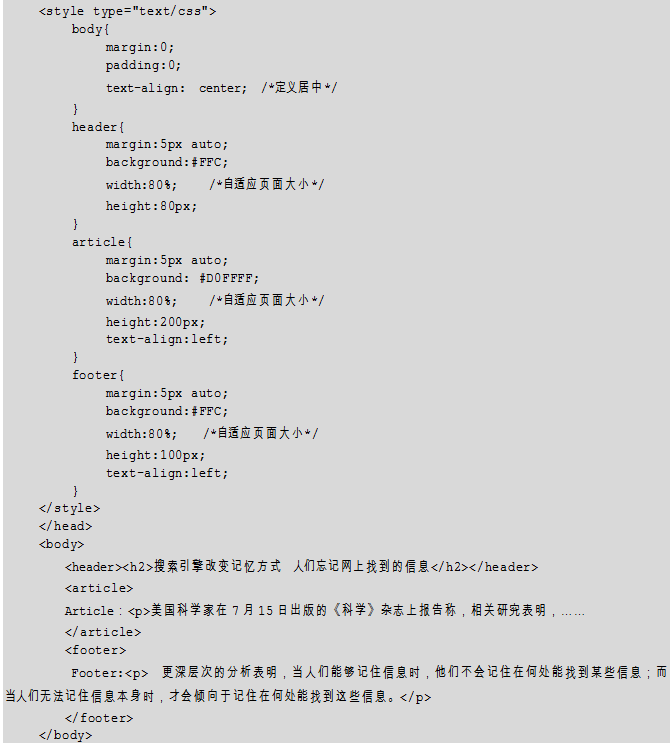 <style type="text/css">
body{
margin:0;
padding:0;
text-align: center; /*定义居中*/
}
header{
margin:5px auto;
background:#FFC;
width:80%; /*自适应页面大小*/
height:80px;
}
article{
margin:5px auto;
background: #D0FFFF;
width:80%; /*自适应页面大小*/
height:200px;
text-align:left;
}
footer{
margin:5px auto;
background:#FFC;
width:80%; /*自适应页面大小*/
height:100px;
text-align:left;
}
</style>
</head>
<body>
<header><h2>搜索引擎改变记忆方式 人们忘记网上找到的信息</h2></header>
<article>
Article：<p>美国科学家在7月15日出版的《科学》杂志上报告称，相关研究表明，……
</article>
<footer>
Footer:<p> 更深层次的分析表明，当人们能够记住信息时，他们不会记住在何处能找到某些信息；而
当人们无法记住信息本身时，才会倾向于记住在何处能找到这些信息。</p>
</footer>
</body>